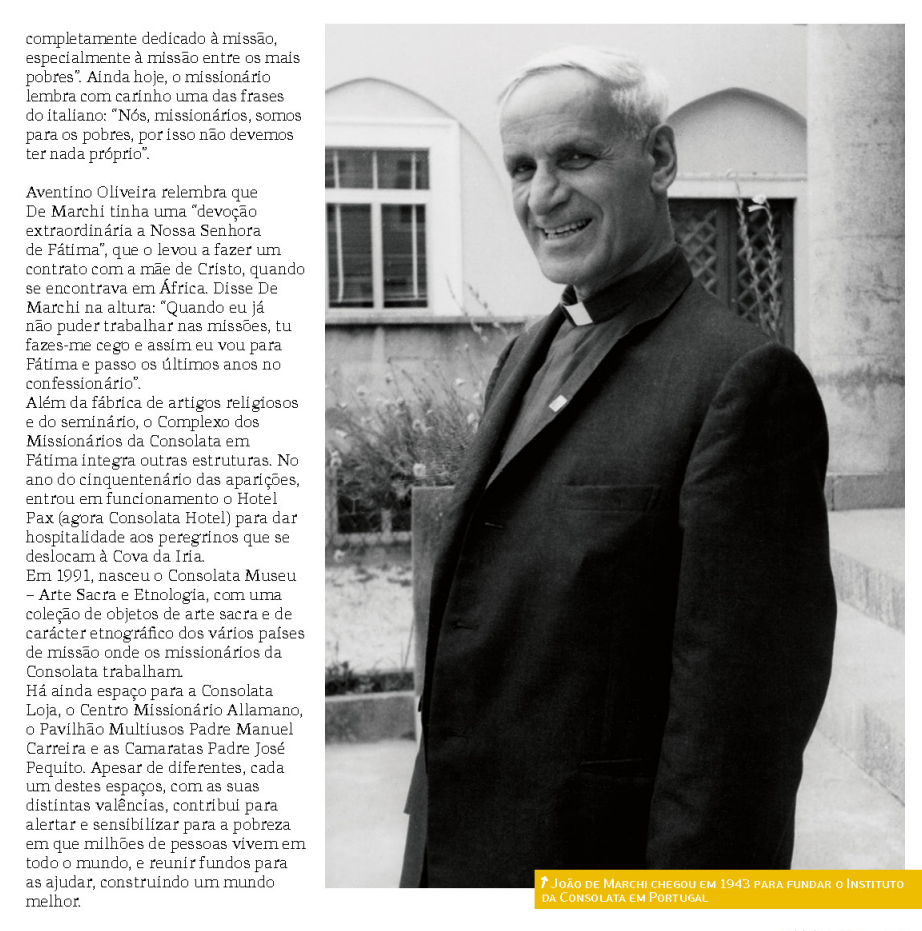 completamente dedicado à missão,
especialmente à missão entre os mais
pobres”. Ainda hoje, o missionário
lembra com carinho uma das frases
do italiano: “Nós, missionários, somos
para os pobres, por isso não devemos
ter nada próprio”.
Aventino Oliveira relembra que
De Marchi tinha uma “devoção
extraordinária a Nossa Senhora
de Fátima”, que o levou a fazer um
contrato com a mãe de Cristo, quando
se encontrava em África. Disse De
Marchi na altura: “Quando eu já
não puder trabalhar nas missões, tu
fazes-me cego e assim eu vou para
Fátima e passo os últimos anos no
confessionário”.
Além da fábrica de artigos religiosos
e do seminário, o Complexo dos
Missionários da Consolata em
Fátima integra outras estruturas. No
ano do cinquentenário das aparições,
entrou em funcionamento o Hotel
Pax (agora Consolata Hotel) para dar
hospitalidade aos peregrinos que se
deslocam à Cova da Iria.
Em 1991, nasceu o Consolata Museu
– Arte Sacra e Etnologia, com uma
coleção de objetos de arte sacra e de
carácter etnográfico dos vários países
de missão onde os missionários da
Consolata trabalham.
Há ainda espaço para a Consolata
Loja, o Centro Missionário Allamano,
o Pavilhão Multiusos Padre Manuel
Carreira e as Camaratas Padre José
Pequito. Apesar de diferentes, cada
um destes espaços, com as suas
distintas valências, contribui para
alertar e sensibilizar para a pobreza
em que milhões de pessoas vivem em
todo o mundo, e reunir fundos para
as ajudar, construindo um mundo
melhor.
João de Marchi chegou em 1943 para fundar o Instituto
da Consolata em Portugal